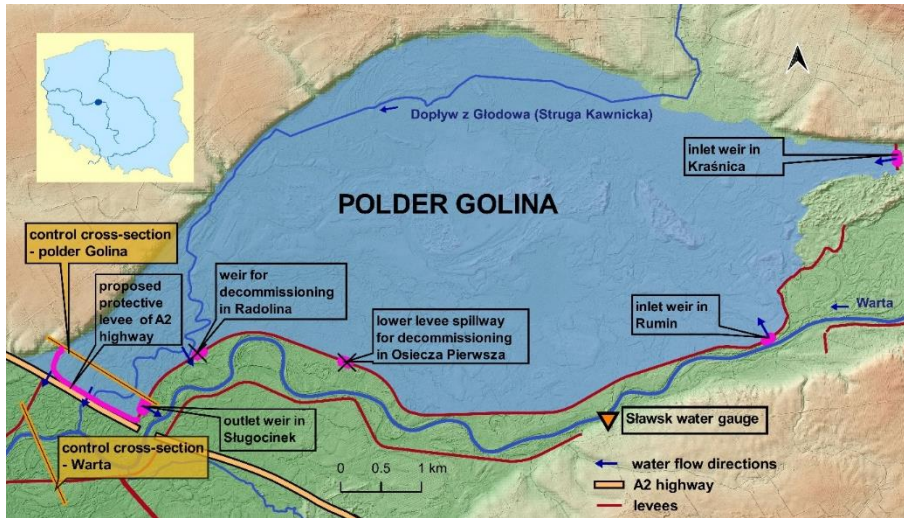 Dopływ z Głodowa (Struga Kawnicka)
inlet weir in
Kraśnica
POLDER GOLINA
control cross-section
- polder Golina
proposed
protective
levee of A2
highway
weir for
decommissioning
in Radolina
lower levee spillway
for decommissioning
in Osiecza Pierwsza
inlet weir in
Rumin
Warta
outlet weir in
Sługocinek
Sławsk water gauge
control cross-section
- Warta
0 0.5 1 km
water flow directions
A2 highway
levees